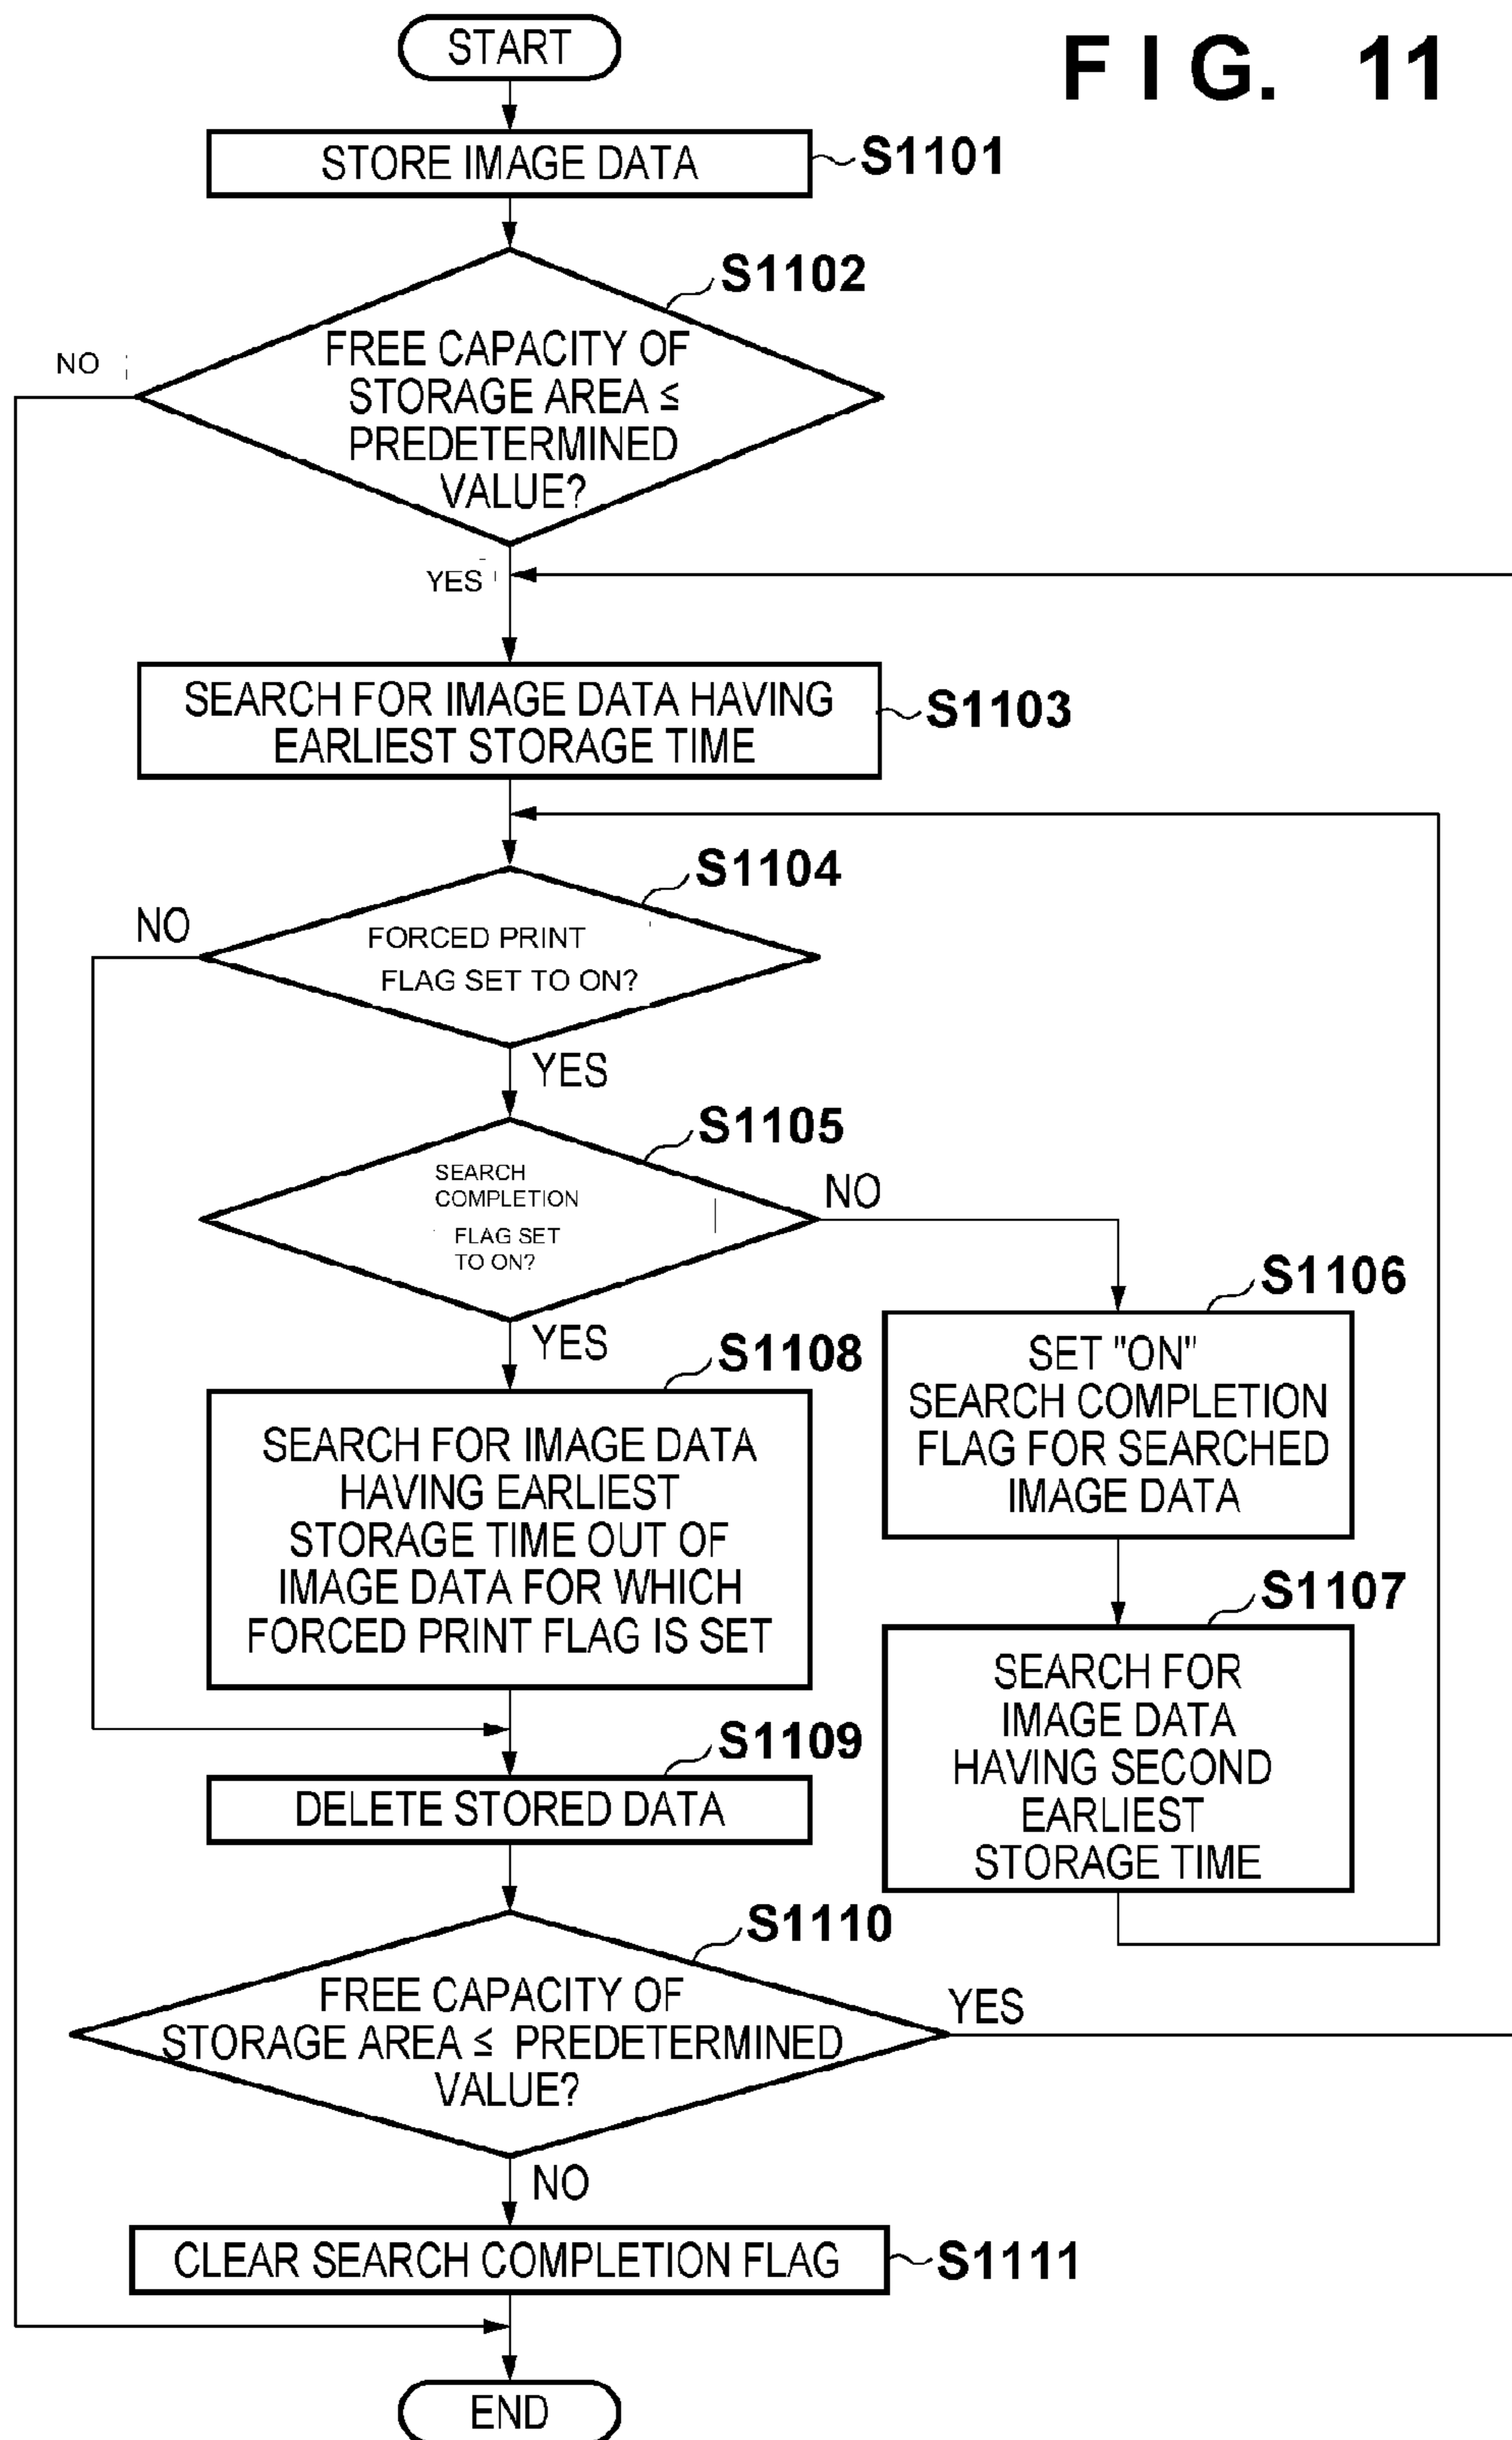 FIG. 11
START
STORE IMAGE DATA
S1101
S1102
FREE CAPACITY OF
STORAGE AREA ≤
PREDETERMINED
VALUE?
NO
YES
SEARCH FOR IMAGE DATA HAVING
EARLIEST STORAGE TIME
S1103
S1104
FORCED PRINT
FLAG SET TO ON?
NO
YES
S1105
SEARCH
COMPLETION
FLAG SET
TO ON?
NO
YES
S1106
SET "ON"
SEARCH COMPLETION
FLAG FOR SEARCHED
IMAGE DATA
S1107
SEARCH FOR
IMAGE DATA
HAVING SECOND
EARLIEST
STORAGE TIME
S1108
SEARCH FOR IMAGE DATA
HAVING EARLIEST
STORAGE TIME OUT OF
IMAGE DATA FOR WHICH
FORCED PRINT FLAG IS SET
S1109
DELETE STORED DATA
S1110
FREE CAPACITY OF
STORAGE AREA ≤ PREDETERMINED
VALUE?
YES
NO
CLEAR SEARCH COMPLETION FLAG
S1111
END